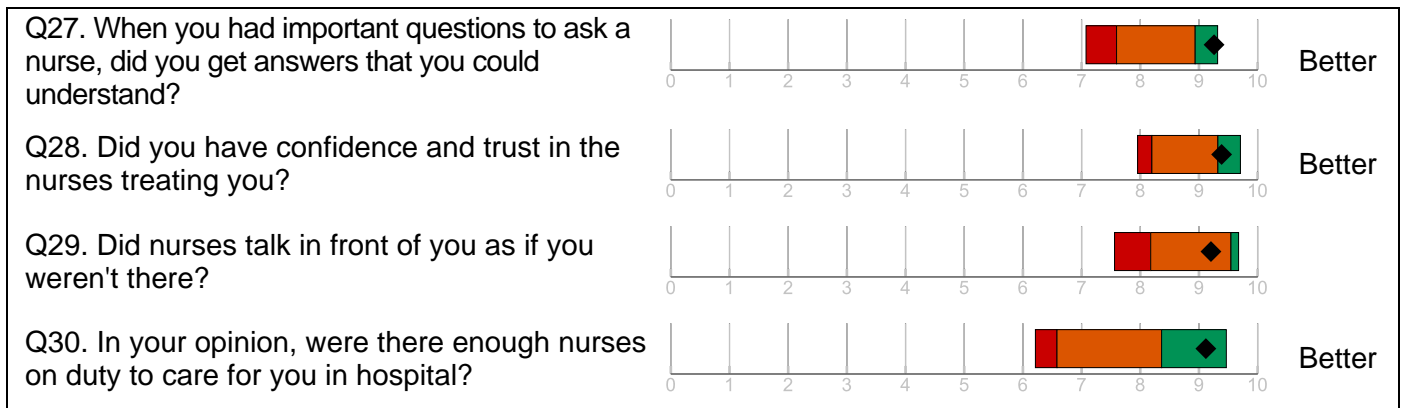 Q27. When you had important questions to ask a
nurse, did you get answers that you could
understand?
0 1 2 3 4 5 6 7 8 9 10
Better
Q28. Did you have confidence and trust in the
nurses treating you?
0 1 2 3 4 5 6 7 8 9 10
Better
Q29. Did nurses talk in front of you as if you
weren't there?
0 1 2 3 4 5 6 7 8 9 10
Q30. In your opinion, were there enough nurses
on duty to care for you in hospital?
0 1 2 3 4 5 6 7 8 9 10
Better